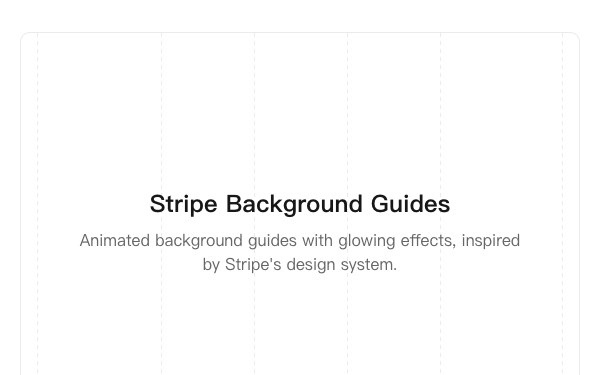 Stripe Background Guides
Animated background guides with glowing effects, inspired
by Stripe's design system.